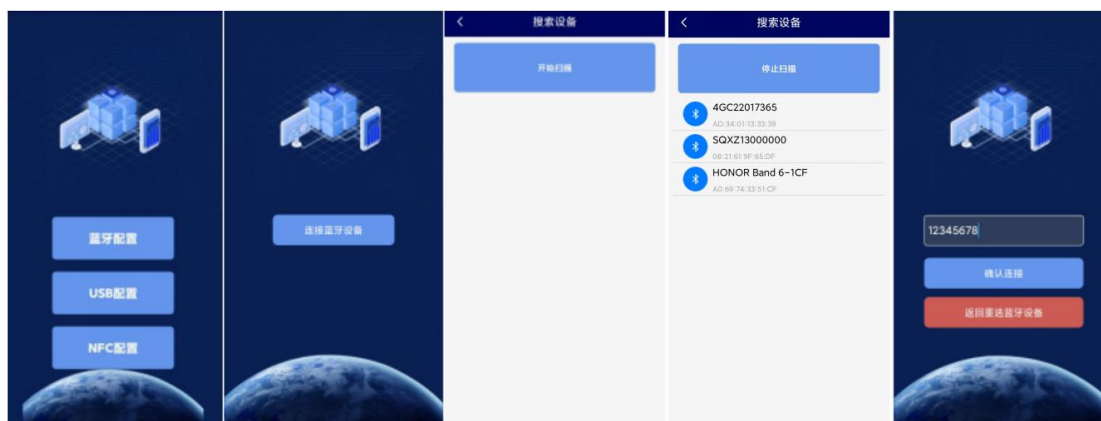 蓝牙配置
USB配置
NFC配置
连接蓝牙设备
搜索设备
开始扫描
搜索设备
停止扫描
4GC22017365
AD:34:01:13:33:39
SQXZ13000000
08:21:61:9F:65:DF
HONOR Band 6-1CF
A0:69:74:33:51:CF
12345678
确认连接
返回重选蓝牙设备